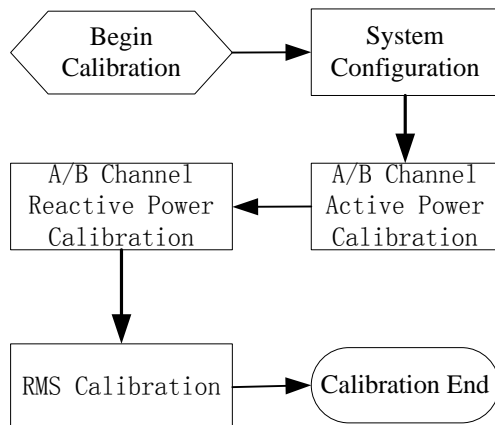 Begin
Calibration
System
Configuration
A/B Channel
Reactive Power
Calibration
A/B Channel
Active Power
Calibration
RMS Calibration
Calibration End